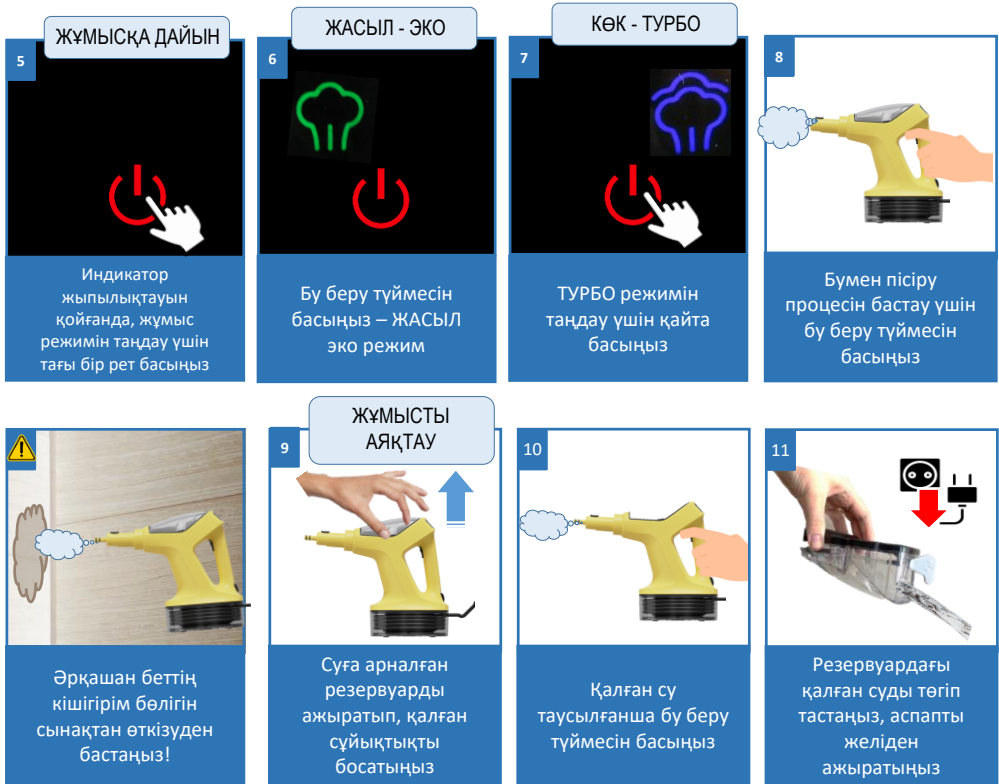 ЖҰМЫСҚА ДАЙЫН
5
Индикатор
жыпылықтауын
қойғанда, жұмыс
режимін таңдау үшін
тағы бір рет басыңыз
ЖАСЫЛ - ЭКО
6
Бу беру түймесін
басыңыз – ЖАСЫЛ
эко режим
КӨК - ТУРБО
7
ТУРБО режимін
таңдау үшін қайта
басыңыз
8
Бумен пісіру
процесін бастау үшін
бу беру түймесін
басыңыз
Әрқашан беттің
кішігірім бөлігін
сынақтан өткізуден
бастаңыз!
ЖҰМЫСТЫ
АЯҚТАУ
9
Суға арналған
резервуарды
ажыратып, қалған
сұйықтықты
босатыңыз
10
Қалған су
таусылғанша бу беру
түймесін басыңыз
11
Резервуардағы
қалған суды төгіп
тастаңыз, аспапты
желіден
ажыратыңыз